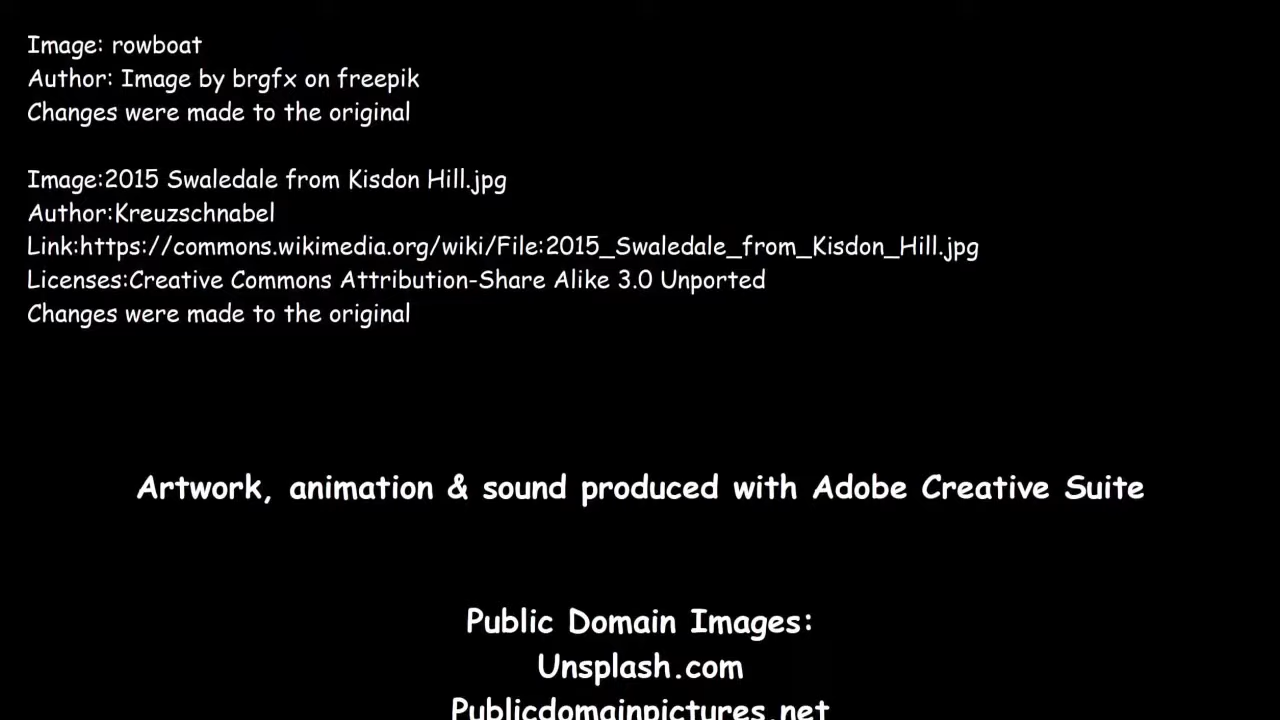 Image: rowboat
Author: Image by brgfx on freepik
Changes were made to the original
Image:2015 Swaledale from Kisdon Hill.jpg
Author:Kreuzschnabel
Link:https://commons.wikimedia.org/wiki/File:2015_Swaledale_from_Kisdon_Hill.jpg
Licenses:Creative Commons Attribution-Share Alike 3.0 Unported
Changes were made to the original
Artwork, animation & sound produced with Adobe Creative Suite
Public Domain Images:
Unsplash.com
Publicdomainpictures.net